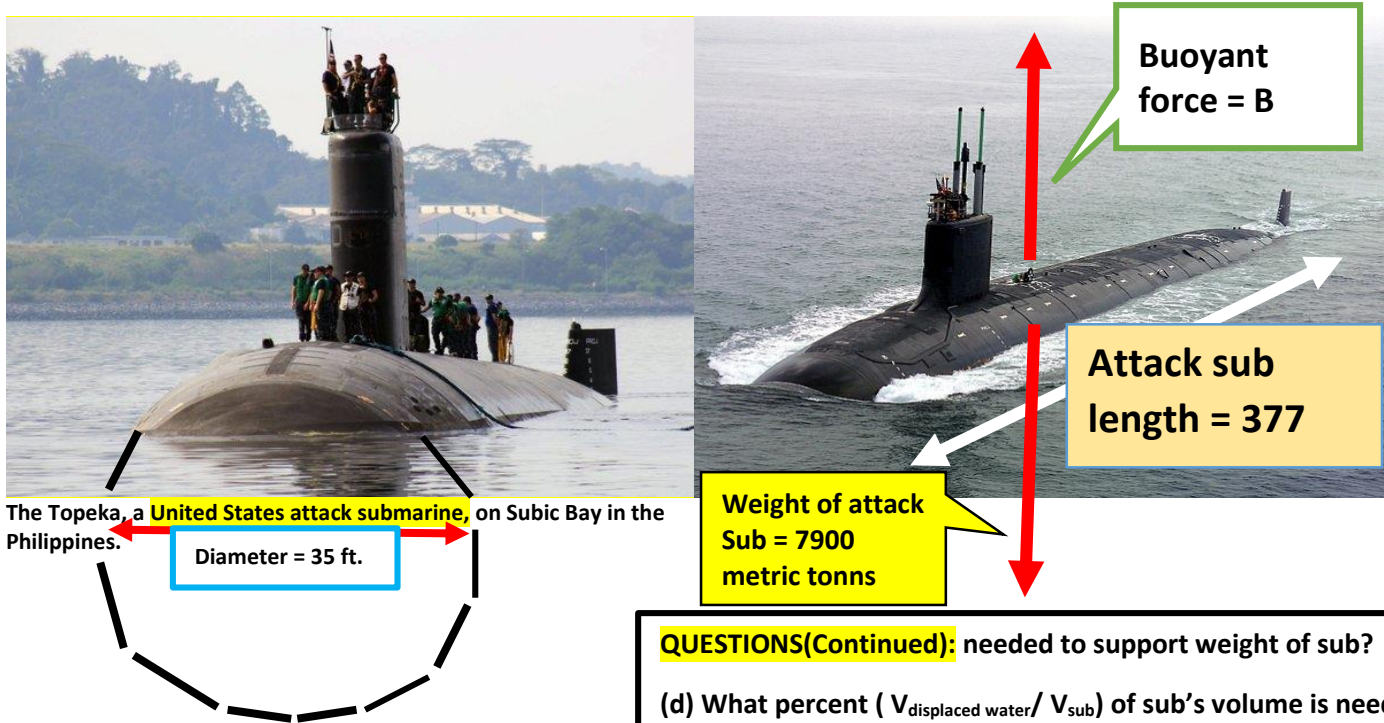 Buoyant
force = B
Attack sub
length = 377
The Topeka, a United States attack submarine, on Subic Bay in the
Philippines.
Diameter = 35 ft.
Weight of attack
Sub = 7900
metric tonns
QUESTIONS(Continued): needed to support weight of sub?
(d) What percent ( Vdisplaced water/ Vsub) of sub’s volume is